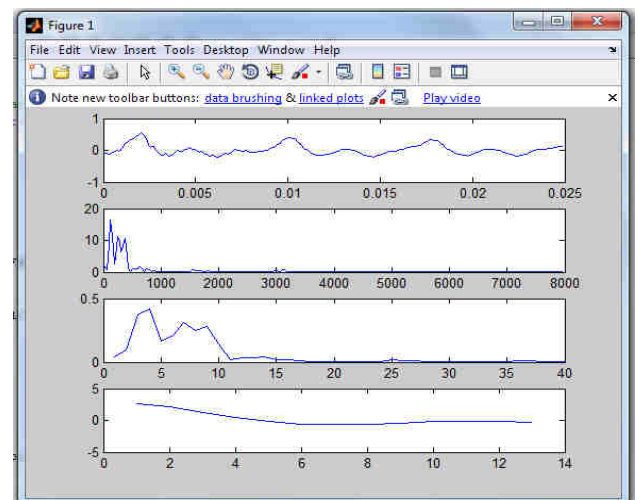 Figure 1
File Edit View Insert Tools Desktop Window Help
Note new toolbar buttons: data brushing & linked plots Play video
1
0
-1
0 0.005 0.01 0.015 0.02 0.025
20
10
0
0 1000 2000 3000 4000 5000 6000 7000 8000
0.5
0
0 5 10 15 20 25 30 35 40
5
0
-5
0 2 4 6 8 10 12 14